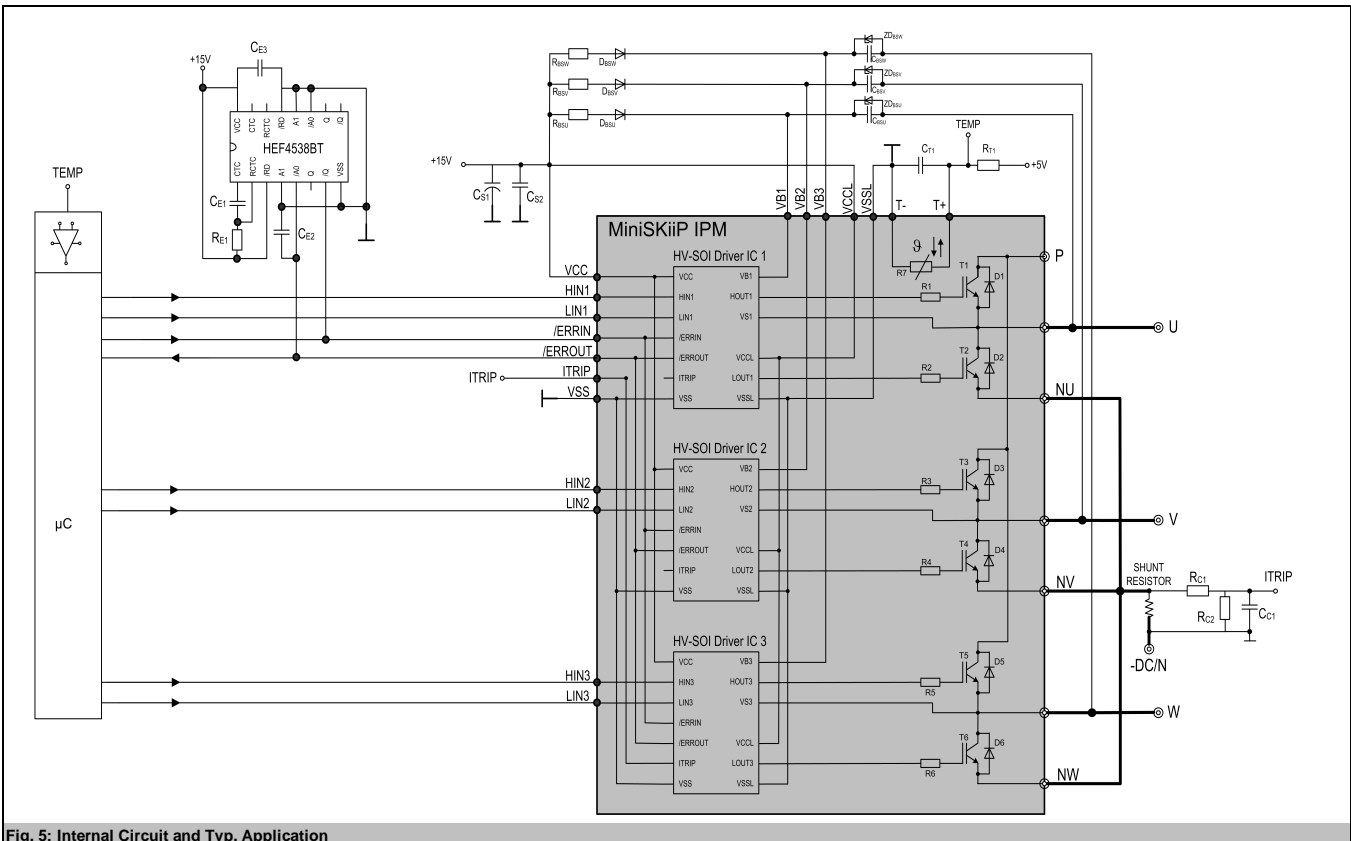 +15V
CE3
VCC
CTC
RCTC
/RD
A1
/A0
Q
/Q
HEF4538BT
CTC
RCTC
/RD
A1
/A0
Q
/Q
VSS
CE1
RE1
CE2
TEMP
µC
RBSW
DBSW
ZDBSW
CBSW
RBSV
DBSV
ZDBSV
CBSV
RBSU
DBSU
ZDBSU
CBSU
+15V
CS1
CS2
TEMP
CT1
RT1
+5V
VB1
VB2
VB3
VCCL
VSSL
T-
T+
MiniSKiiP IPM
VCC
HIN1
LIN1
/ERRIN
/ERROUT
ITRIP
ITRIP
VSS
HIN2
LIN2
HIN3
LIN3
HV-SOI Driver IC 1
VCC
VB1
HIN1
HOUT1
LIN1
VS1
/ERRIN
/ERROUT
VCCL
ITRIP
LOUT1
VSS
VSSL
ϑ
R7
R1
T1
D1
R2
T2
D2
P
U
NU
HV-SOI Driver IC 2
VCC
VB2
HIN2
HOUT2
LIN2
VS2
/ERRIN
/ERROUT
VCCL
ITRIP
LOUT2
VSS
VSSL
R3
T3
D3
R4
T4
D4
V
NV
SHUNT
RESISTOR
RC1
ITRIP
RC2
CC1
-DC/N
HV-SOI Driver IC 3
VCC
VB3
HIN3
HOUT3
LIN3
VS3
/ERRIN
/ERROUT
VCCL
ITRIP
LOUT3
VSS
VSSL
R5
T5
D5
R6
T6
D6
W
NW
Fig. 5: Internal Circuit and Typ. Application